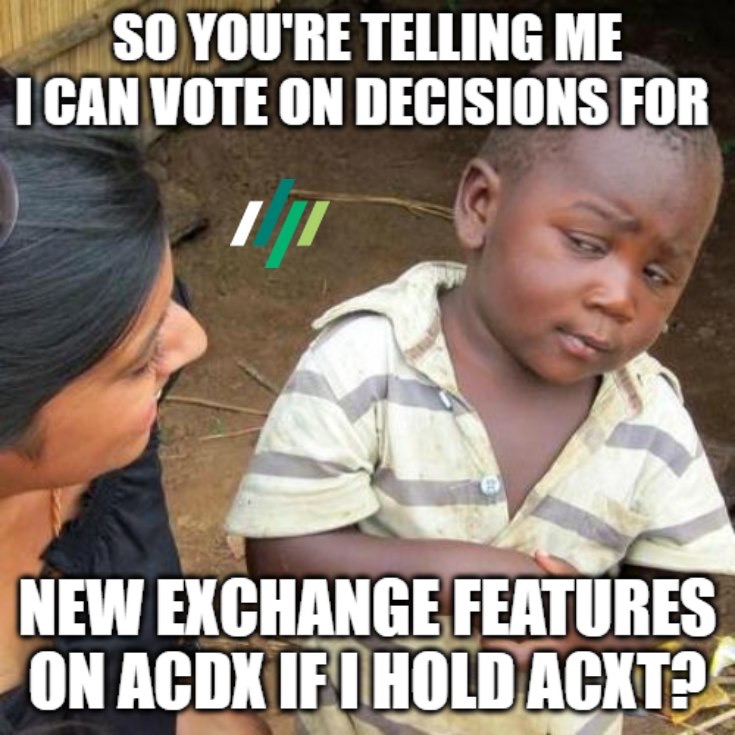 SO YOU'RE TELLING ME
I CAN VOTE ON DECISIONS FOR
NEW EXCHANGE FEATURES
ON ACDX IF I HOLD ACXT?